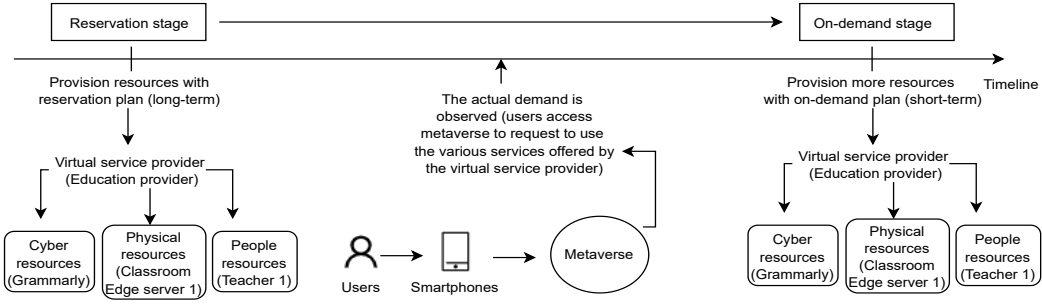 Reservation stage
On-demand stage
Timeline
Provision resources with
reservation plan (long-term)
Virtual service provider
(Education provider)
Cyber
resources
(Grammarly)
Physical
resources
(Classroom
Edge server 1)
People
resources
(Teacher 1)
The actual demand is
observed (users access
metaverse to request to use
the various services offered by
the virtual service provider)
Users
Smartphones
Metaverse
Provision more resources
with on-demand plan (short-term)
Virtual service provider
(Education provider)
Cyber
resources
(Grammarly)
Physical
resources
(Classroom
Edge server 1)
People
resources
(Teacher 1)